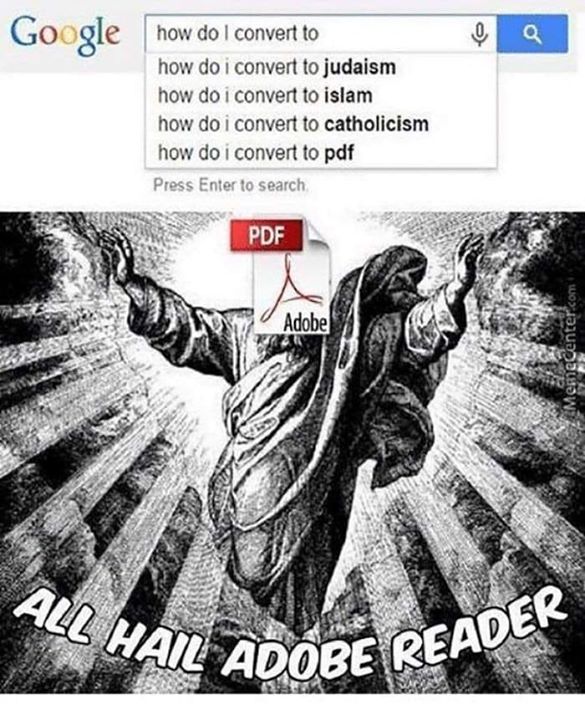 Google
how do I convert to
how do i convert to judaism
how do i convert to islam
how do i convert to catholicism
how do i convert to pdf
Press Enter to search.
PDF
Adobe
MemeCenter.com
ALL HAIL ADOBE READER